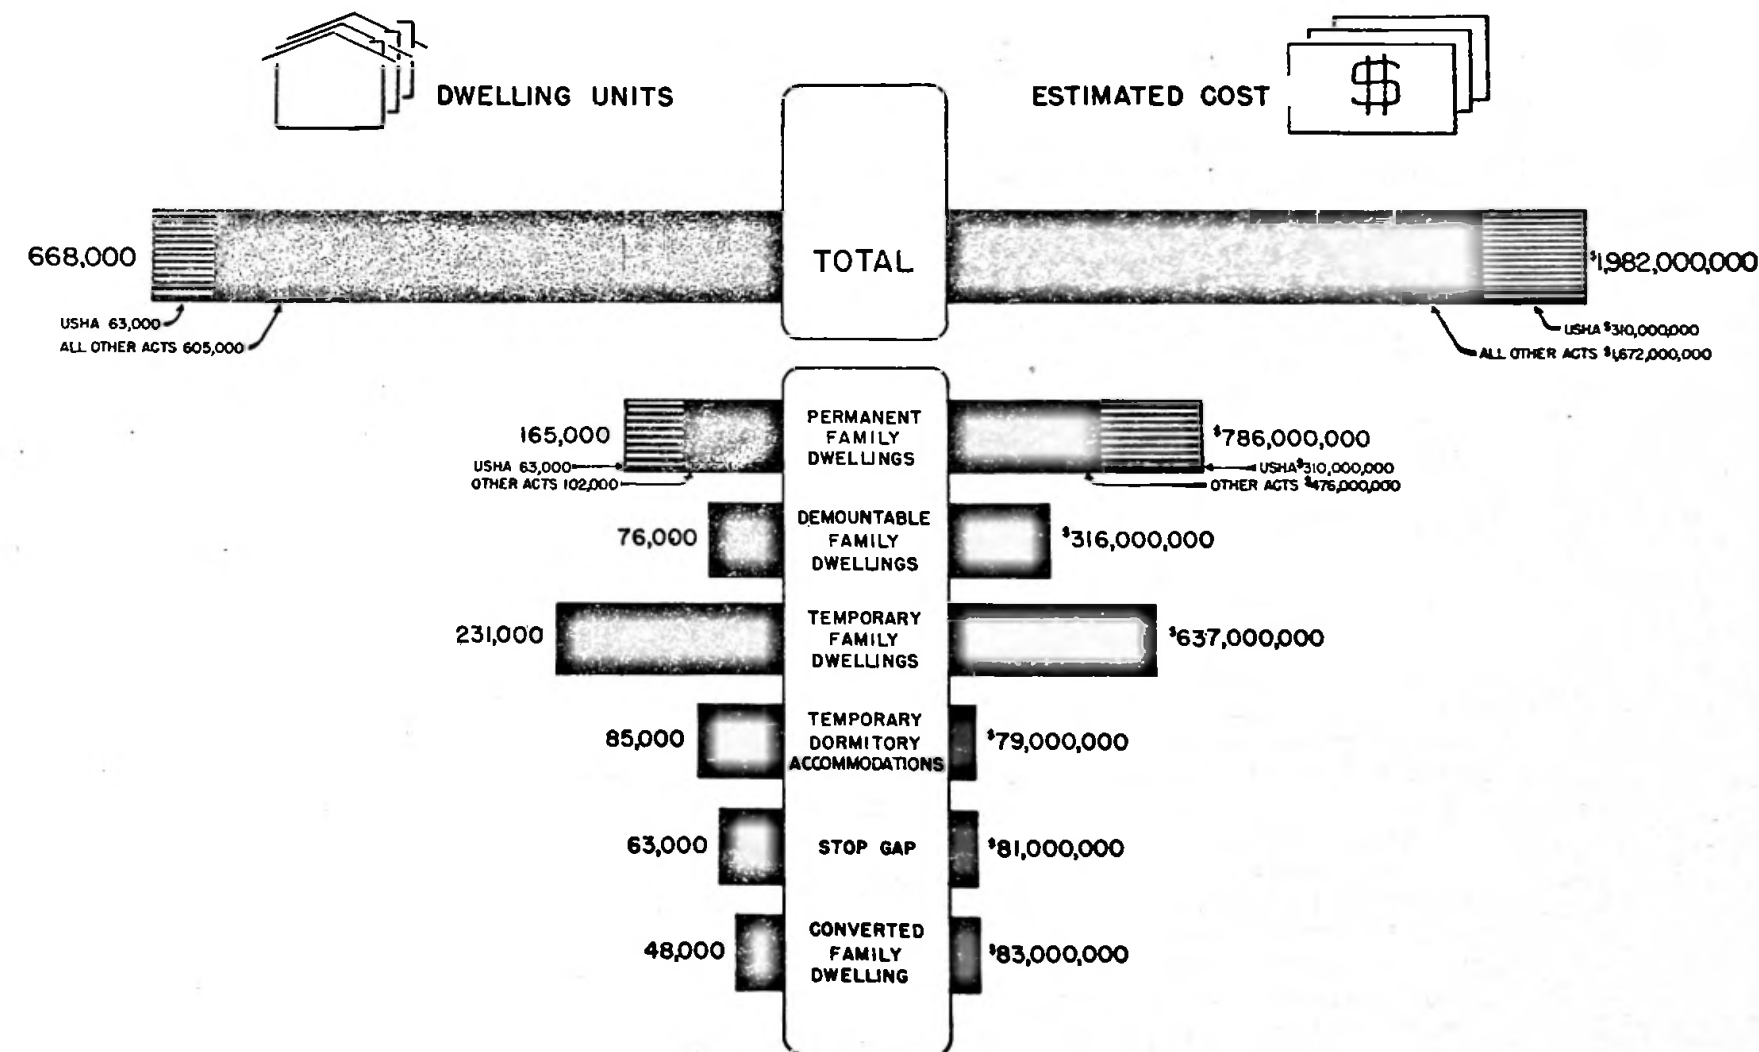 DWELLING UNITS
ESTIMATED COST
$
TOTAL
668,000
$1,982,000,000
USHA 63,000
ALL OTHER ACTS 605,000
USHA $310,000,000
ALL OTHER ACTS $1,672,000,000
165,000
PERMANENT
FAMILY
DWELLINGS
$786,000,000
USHA 63,000
OTHER ACTS 102,000
USHA $310,000,000
OTHER ACTS $476,000,000
76,000
DEMOUNTABLE
FAMILY
DWELLINGS
$316,000,000
231,000
TEMPORARY
FAMILY
DWELLINGS
$637,000,000
85,000
TEMPORARY
DORMITORY
ACCOMMODATIONS
$79,000,000
63,000
STOP GAP
$81,000,000
48,000
CONVERTED
FAMILY
DWELLING
$83,000,000